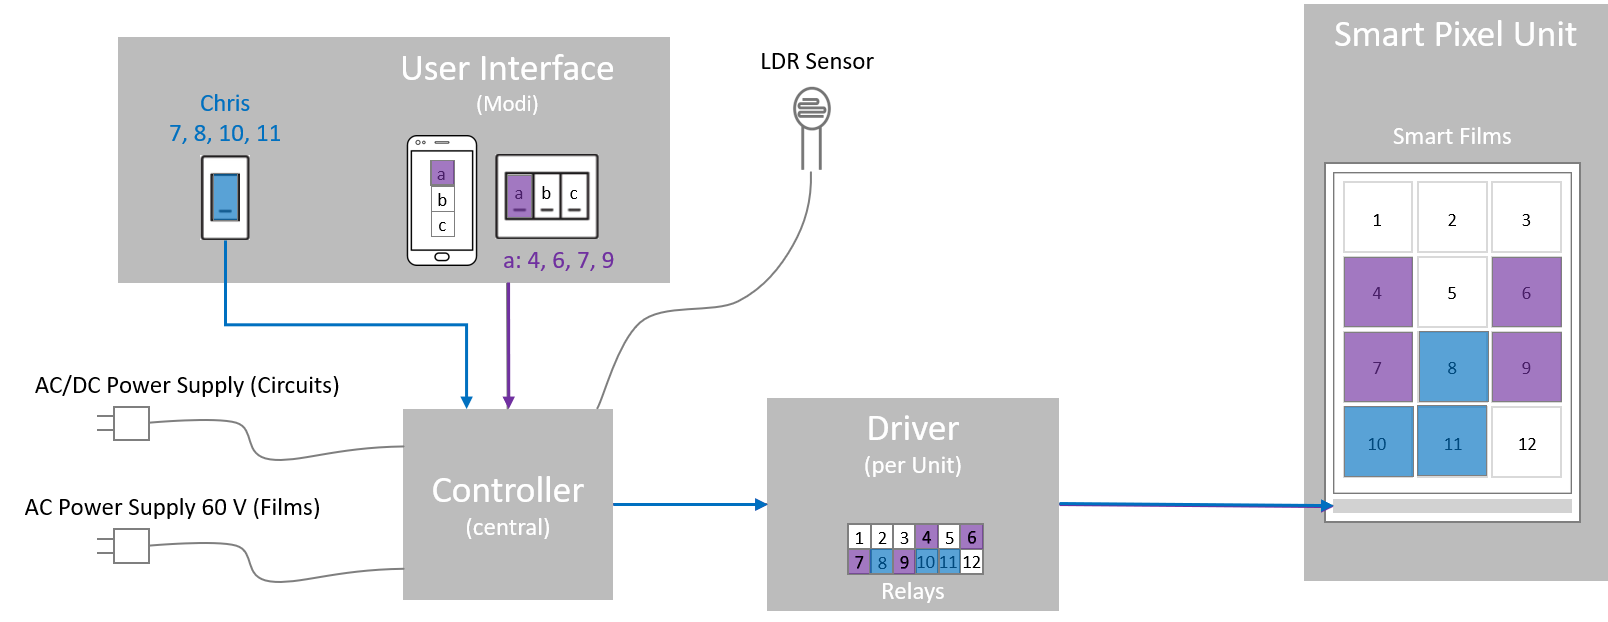 User Interface
(Modi)
Chris
7, 8, 10, 11
a
b
c
a b c
a: 4, 6, 7, 9
LDR Sensor
AC/DC Power Supply (Circuits)
AC Power Supply 60 V (Films)
Controller
(central)
Driver
(per Unit)
1 2 3 4 5 6
7 8 9 10 11 12
Relays
Smart Pixel Unit
Smart Films
1 2 3
4 5 6
7 8 9
10 11 12